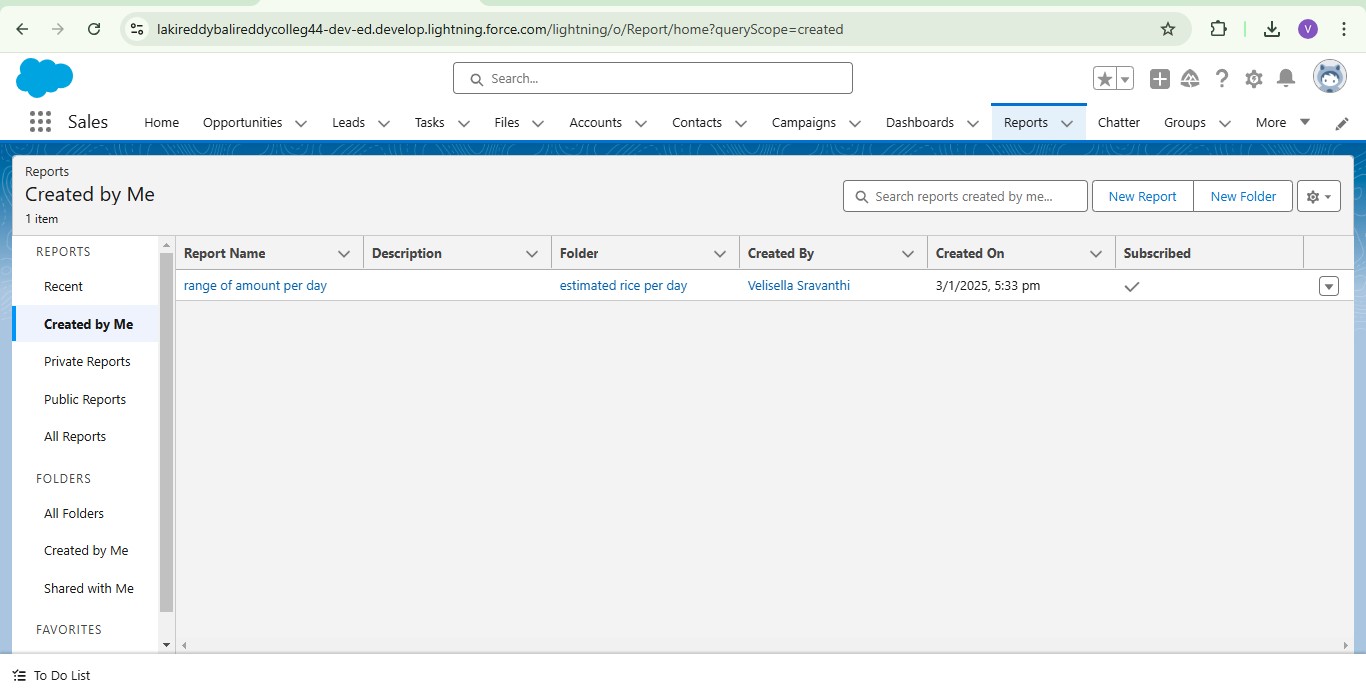 lakireddybalireddycolleg44-dev-ed.develop.lightning.force.com/lightning/o/Report/home?queryScope=created
V
Search...
Sales Home Opportunities Leads Tasks Files Accounts Contacts Campaigns Dashboards Reports Chatter Groups More
Reports
Created by Me
1 item
Search reports created by me...
New Report
New Folder
REPORTS
Recent
Created by Me
Private Reports
Public Reports
All Reports
FOLDERS
All Folders
Created by Me
Shared with Me
FAVORITES
Report Name Description Folder Created By Created On Subscribed
range of amount per day estimated rice per day Velisella Sravanthi 3/1/2025, 5:33 pm
To Do List